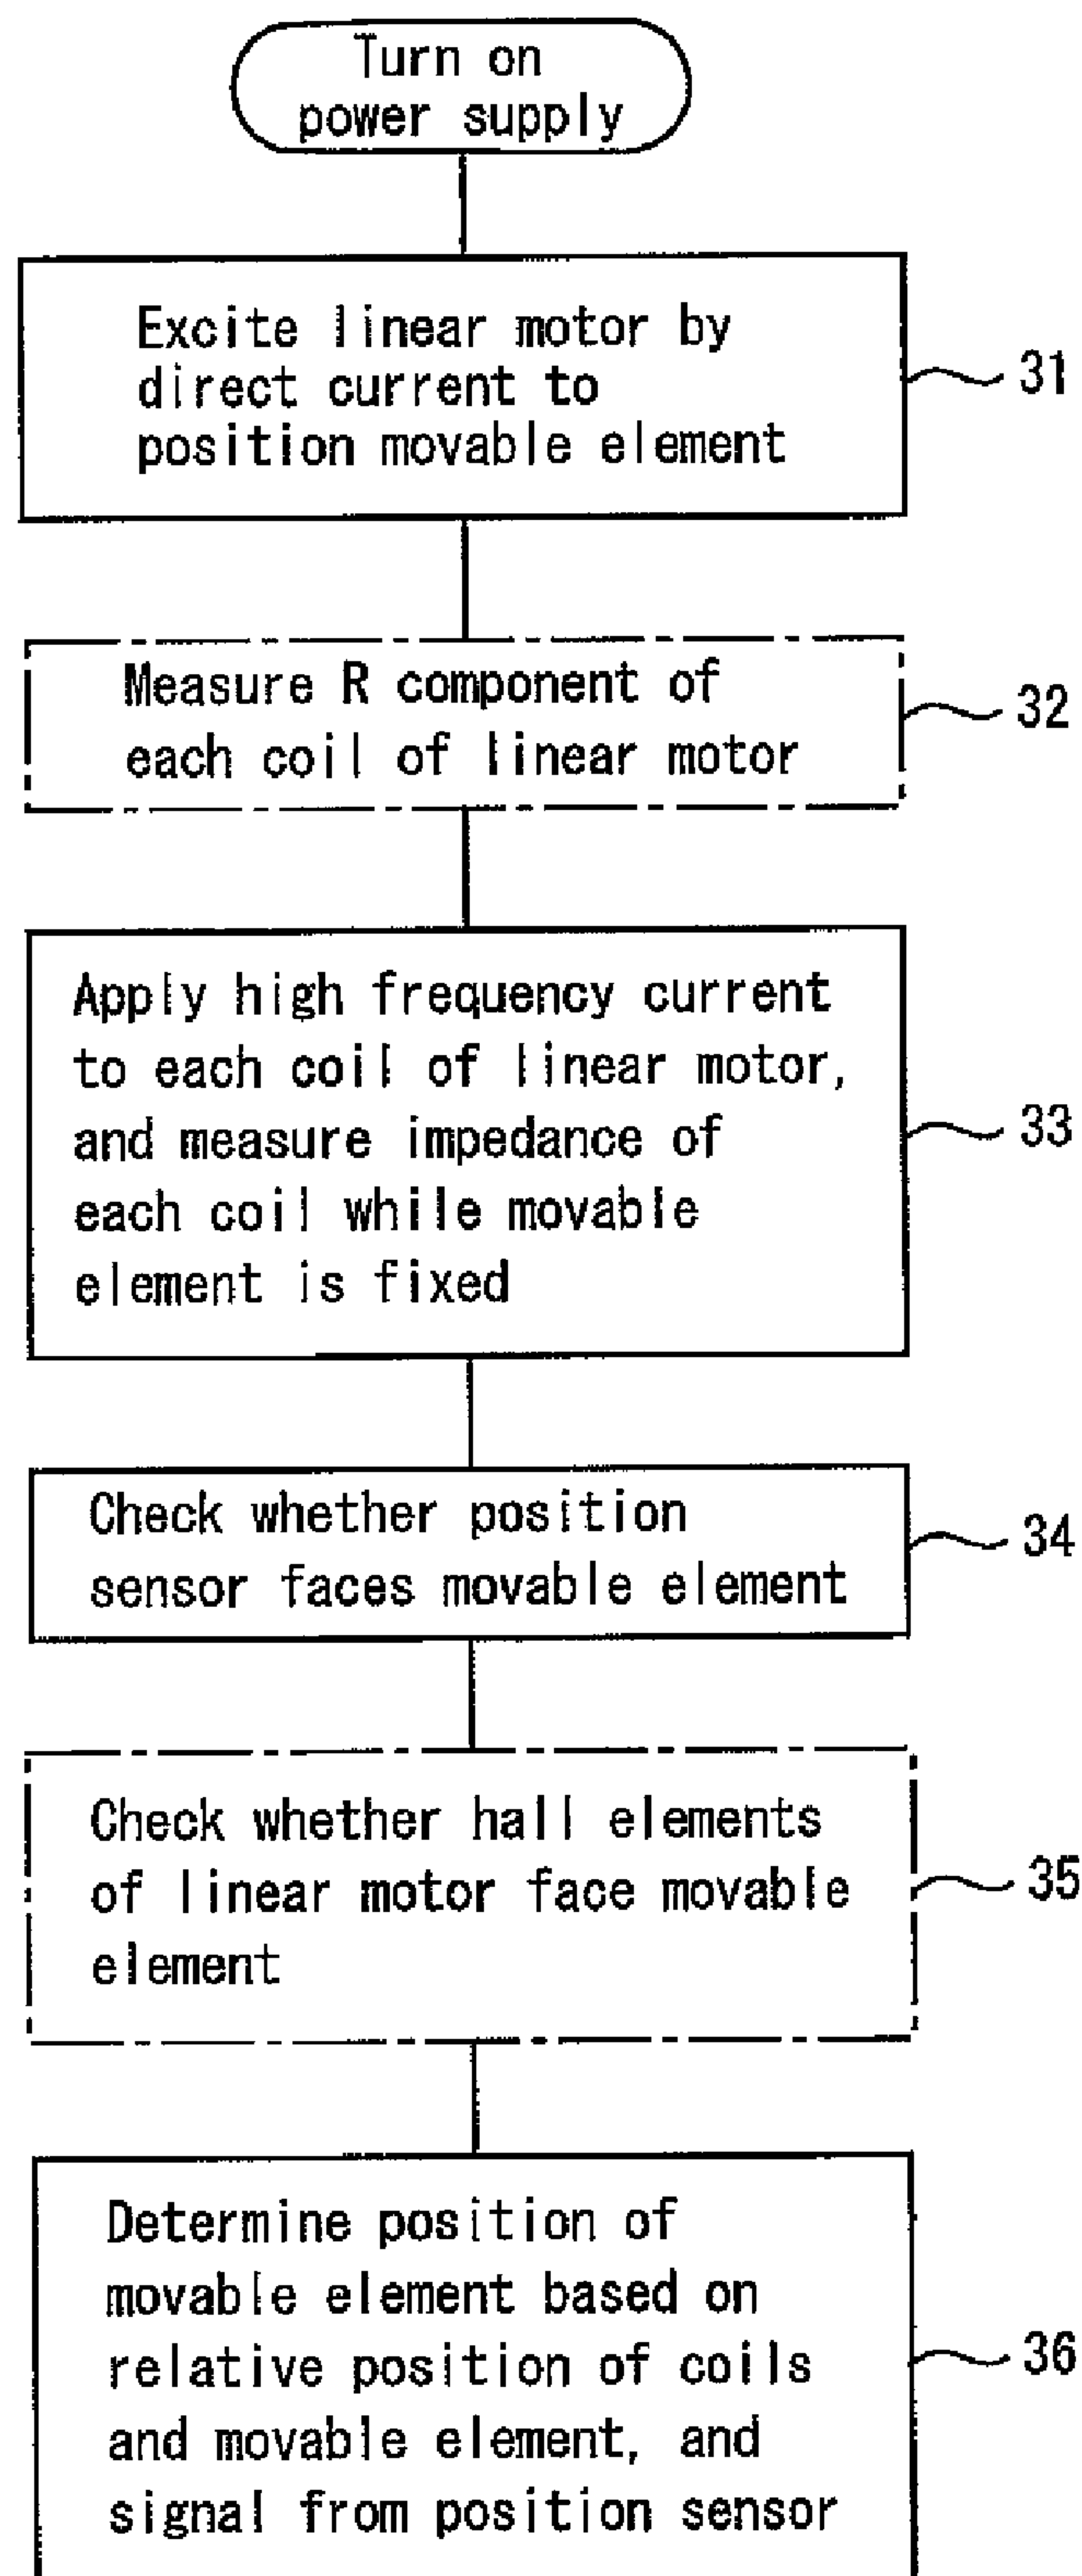 Turn on
power supply
Excite linear motor by
direct current to
position movable element
31
Measure R component of
each coil of linear motor
32
Apply high frequency current
to each coil of linear motor,
and measure impedance of
each coil while movable
element is fixed
33
Check whether position
sensor faces movable element
34
Check whether hall elements
of linear motor face movable
element
35
Determine position of
movable element based on
relative position of coils
and movable element, and
signal from position sensor
36